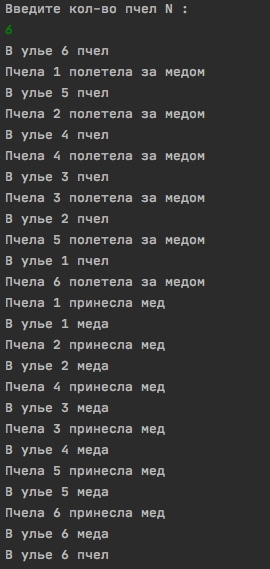 Введите кол-во пчел N :
6
В улье 6 пчел
Пчела 1 полетела за медом
В улье 5 пчел
Пчела 2 полетела за медом
В улье 4 пчел
Пчела 4 полетела за медом
В улье 3 пчел
Пчела 3 полетела за медом
В улье 2 пчел
Пчела 5 полетела за медом
В улье 1 пчел
Пчела 6 полетела за медом
Пчела 1 принесла мед
В улье 1 меда
Пчела 2 принесла мед
В улье 2 меда
Пчела 4 принесла мед
В улье 3 меда
Пчела 3 принесла мед
В улье 4 меда
Пчела 5 принесла мед
В улье 5 меда
Пчела 6 принесла мед
В улье 6 меда
В улье 6 пчел